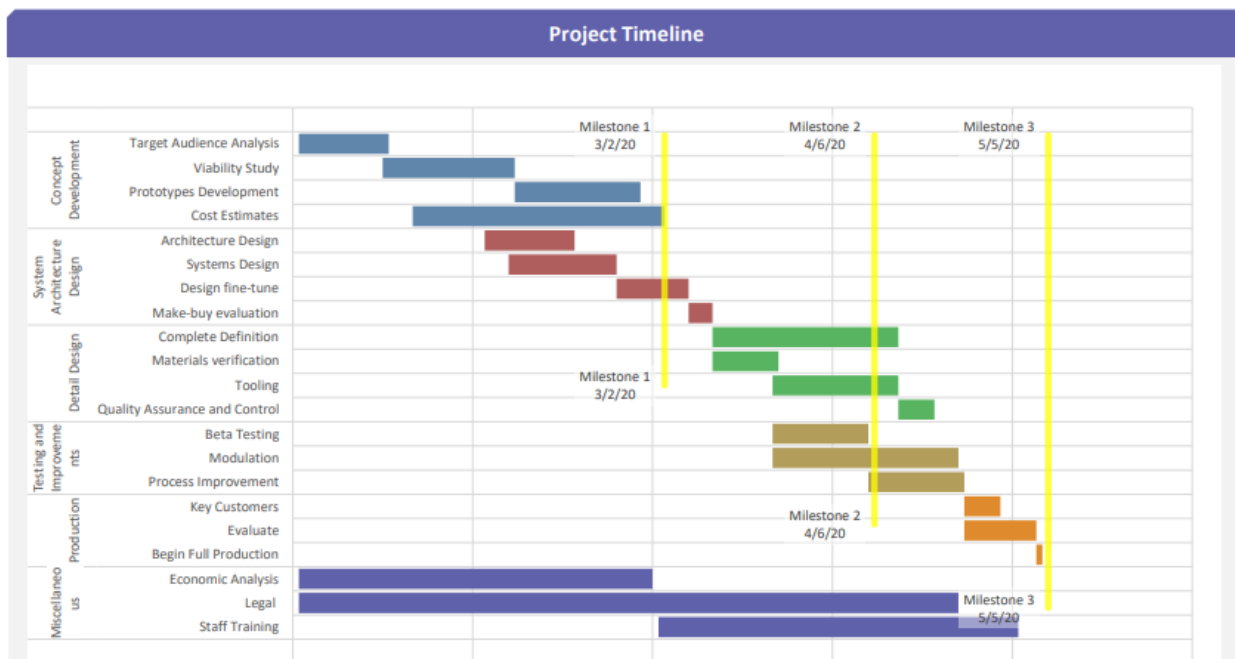 Project Timeline
Milestone 1
3/2/20
Milestone 2
4/6/20
Milestone 3
5/5/20
Concept
Development
Target Audience Analysis
Viability Study
Prototypes Development
Cost Estimates
System
Architecture
Design
Architecture Design
Systems Design
Design fine-tune
Make-buy evaluation
Detail Design
Complete Definition
Materials verification
Tooling
Quality Assurance and Control
Milestone 1
3/2/20
Testing and
Improveme
nts
Beta Testing
Modulation
Process Improvement
Production
Key Customers
Evaluate
Begin Full Production
Milestone 2
4/6/20
Miscellaneo
us
Economic Analysis
Legal
Staff Training
Milestone 3
5/5/20